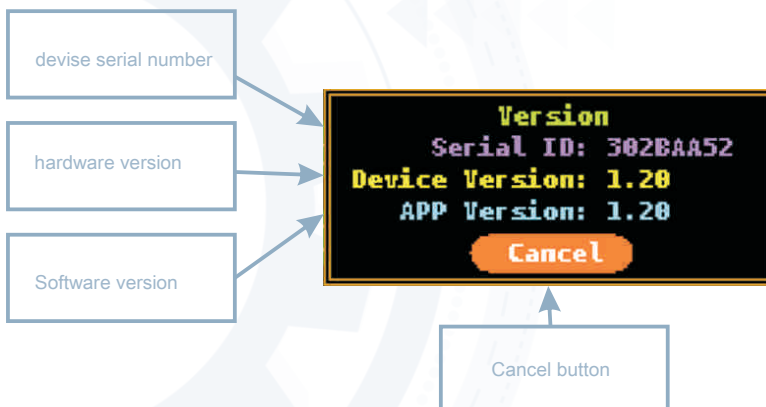 devise serial number
hardware version
Software version
Version
Serial ID: 302BAA52
Device Version: 1.20
APP Version: 1.20
Cancel
Cancel button